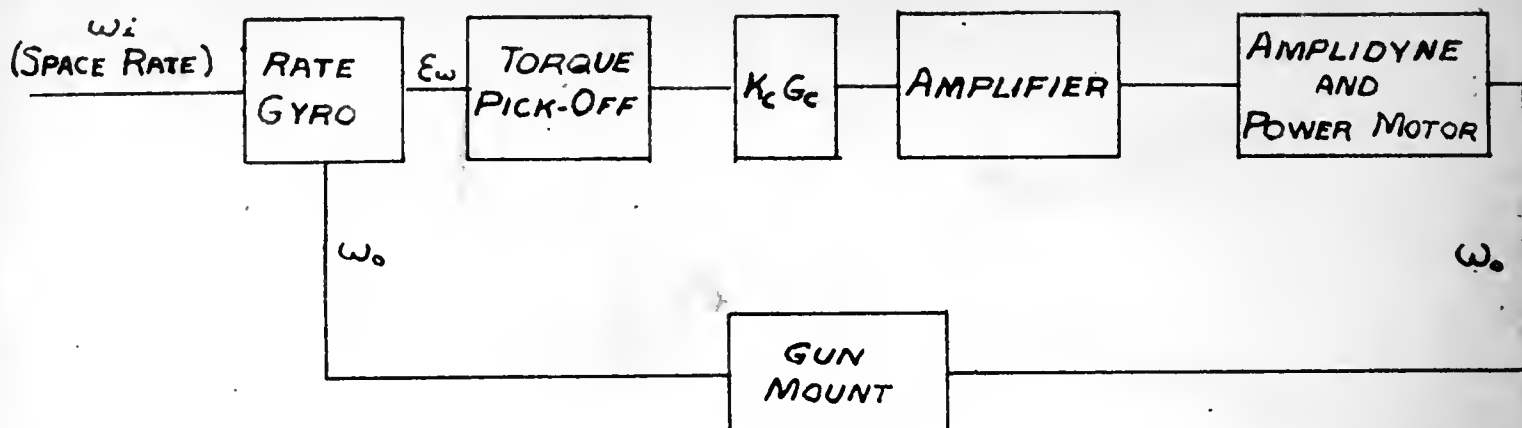 ωi
(SPACE RATE)
RATE
GYRO
εω
TORQUE
PICK-OFF
KcGc
AMPLIFIER
AMPLIDYNE
AND
POWER MOTOR
ωo
ωo
GUN
MOUNT